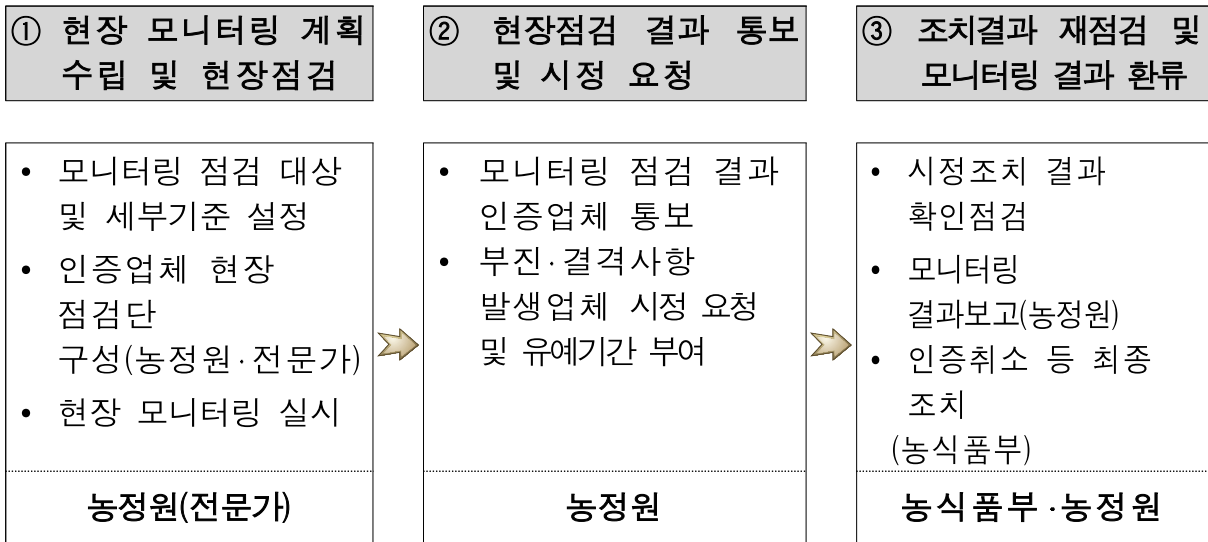 ① 현장 모니터링 계획
수립 및 현장점검
② 현장점검 결과 통보
및 시정 요청
③ 조치결과 재점검 및
모니터링 결과 환류
• 모니터링 점검 대상
및 세부기준 설정
• 인증업체 현장
점검단
구성(농정원·전문가)
• 현장 모니터링 실시
농정원(전문가)
• 모니터링 점검 결과
인증업체 통보
• 부진·결격사항
발생업체 시정 요청
및 유예기간 부여
농정원
• 시정조치 결과
확인점검
• 모니터링
결과보고(농정원)
• 인증취소 등 최종
조치
(농식품부)
농식품부·농정원